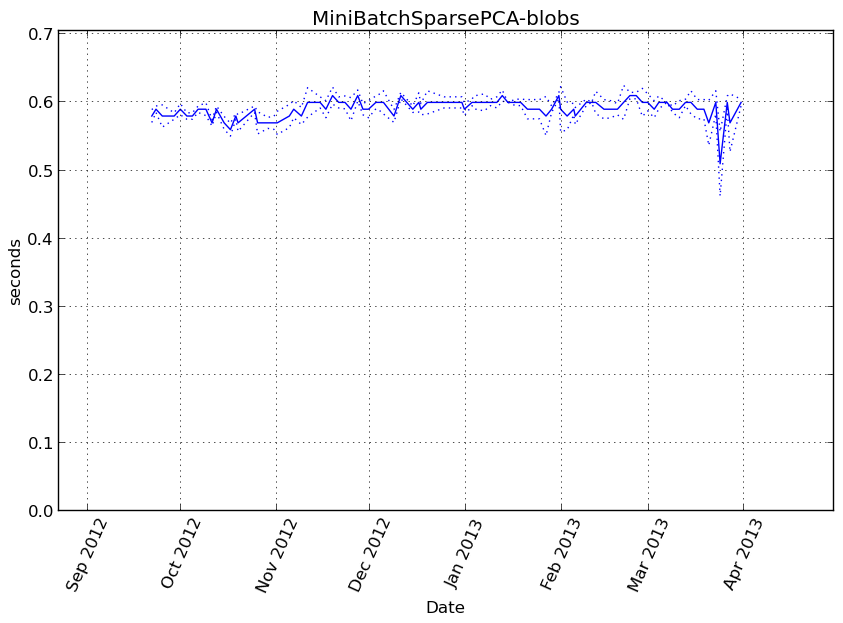 MiniBatchSparsePCA-blobs
0.7
0.6
0.5
0.4
0.3
0.2
0.1
0.0
seconds
Sep 2012
Oct 2012
Nov 2012
Dec 2012
Jan 2013
Feb 2013
Mar 2013
Apr 2013
Date